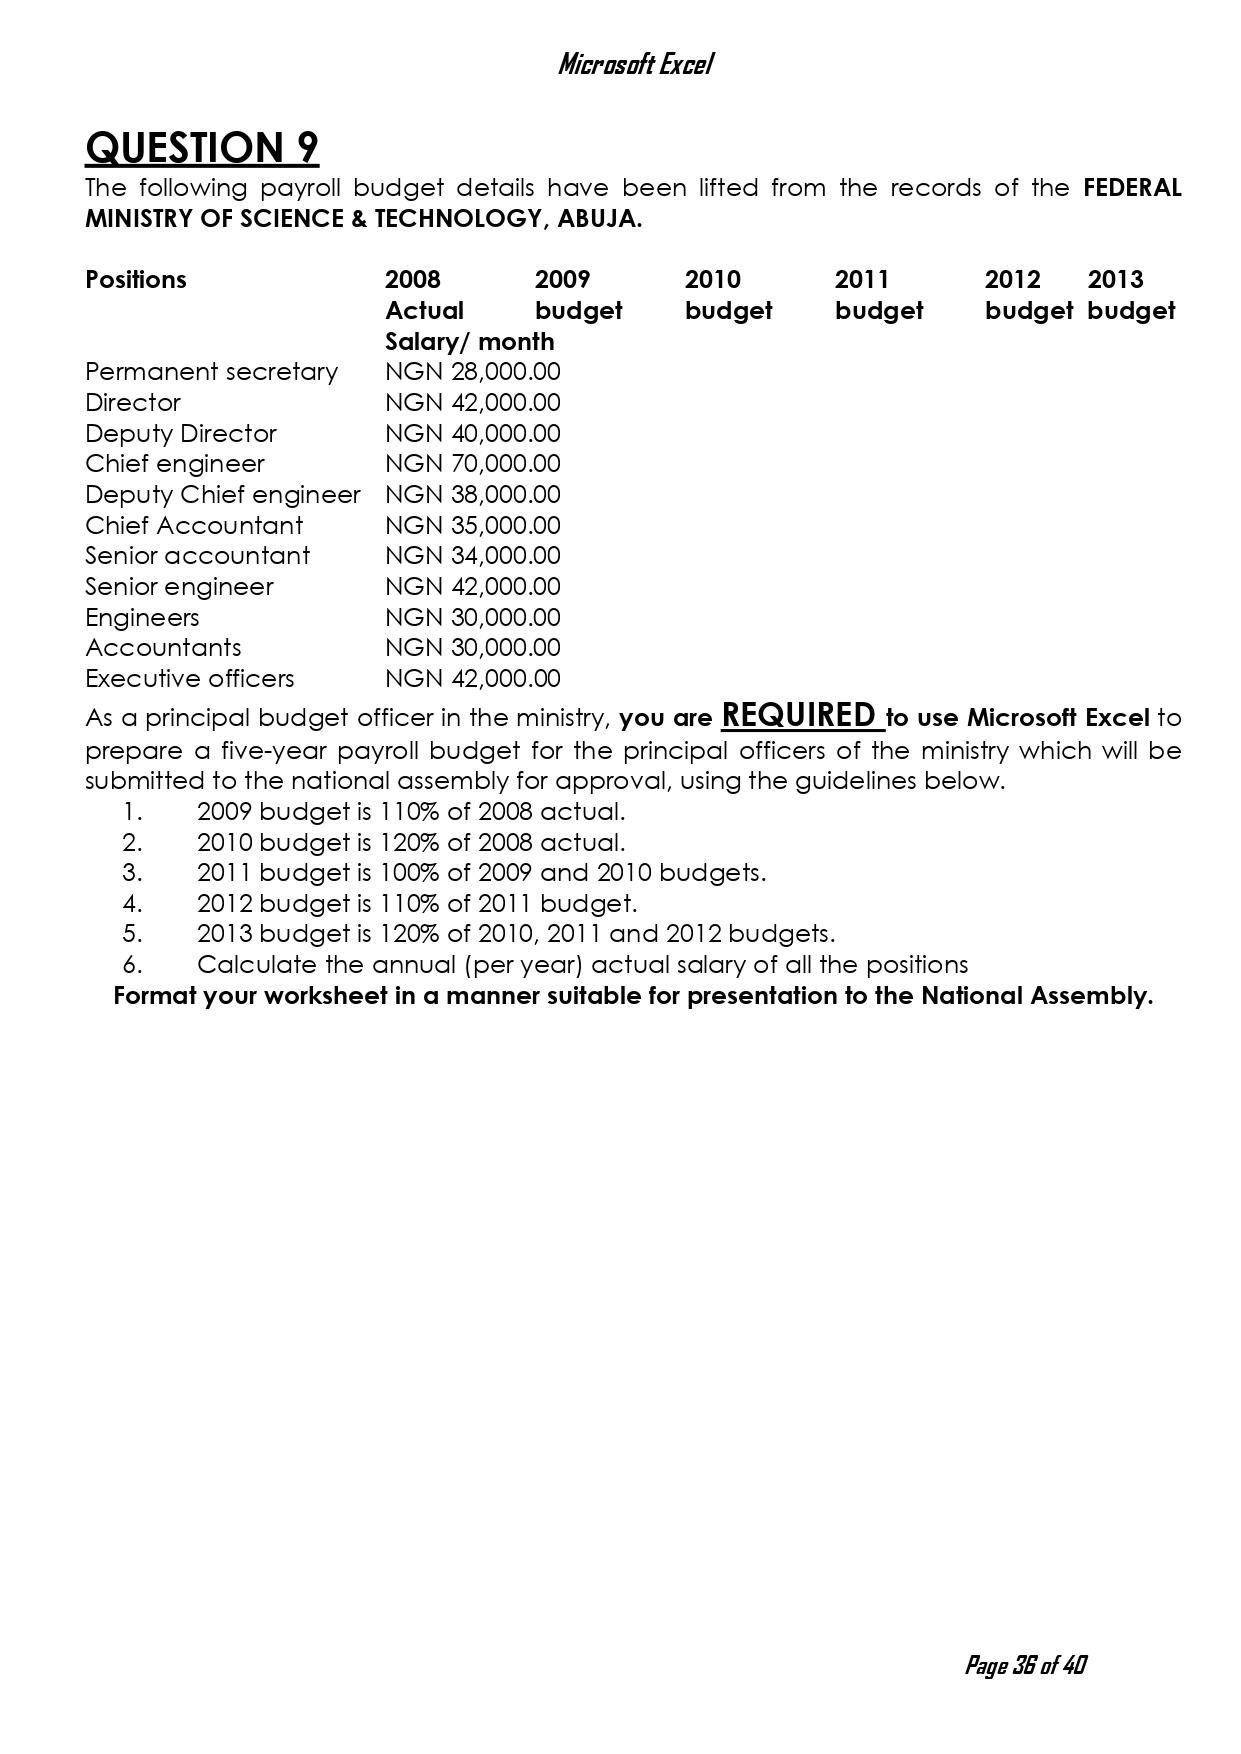 Microsoft Excel
QUESTION 9
The following payroll budget details have been lifted from the records of the FEDERAL
MINISTRY OF SCIENCE & TECHNOLOGY, ABUJA.
Positions 2008 2009 2010 2011 2012 2013
Actual budget budget budget budget budget
Salary/ month
Permanent secretary NGN 28,000.00
Director NGN 42,000.00
Deputy Director NGN 40,000.00
Chief engineer NGN 70,000.00
Deputy Chief engineer NGN 38,000.00
Chief Accountant NGN 35,000.00
Senior accountant NGN 34,000.00
Senior engineer NGN 42,000.00
Engineers NGN 30,000.00
Accountants NGN 30,000.00
Executive officers NGN 42,000.00
As a principal budget officer in the ministry, you are REQUIRED to use Microsoft Excel to
prepare a five-year payroll budget for the principal officers of the ministry which will be
submitted to the national assembly for approval, using the guidelines below.
1. 2009 budget is 110% of 2008 actual.
2. 2010 budget is 120% of 2008 actual.
3. 2011 budget is 100% of 2009 and 2010 budgets.
4. 2012 budget is 110% of 2011 budget.
5. 2013 budget is 120% of 2010, 2011 and 2012 budgets.
6. Calculate the annual (per year) actual salary of all the positions
Format your worksheet in a manner suitable for presentation to the National Assembly.
Page 36 of 40